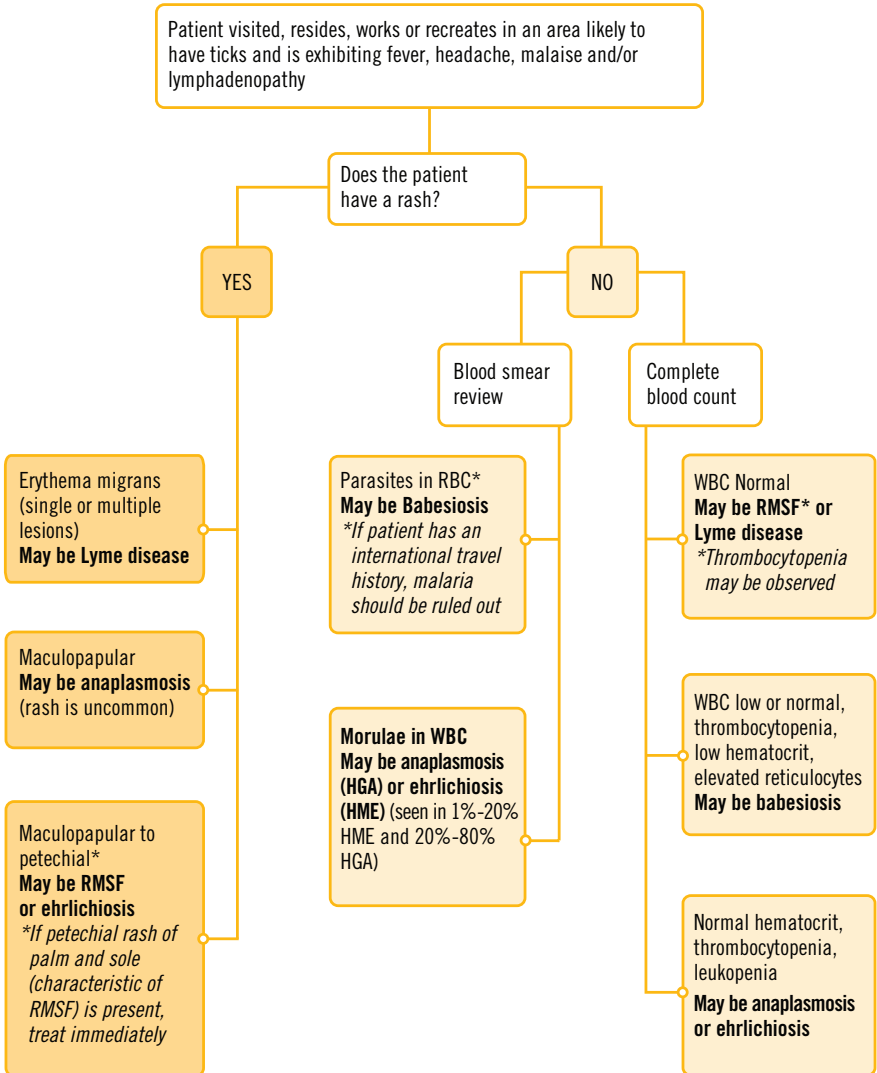 Patient visited, resides, works or recreates in an area likely to
have ticks and is exhibiting fever, headache, malaise and/or
lymphadenopathy
Does the patient
have a rash?
YES
NO
Blood smear
review
Complete
blood count
Erythema migrans
(single or multiple
lesions)
May be Lyme disease
Maculopapular
May be anaplasmosis
(rash is uncommon)
Maculopapular to
petechial*
May be RMSF
or ehrlichiosis
*If petechial rash of
palm and sole
(characteristic of
RMSF) is present,
treat immediately
Parasites in RBC*
May be Babesiosis
*If patient has an
international travel
history, malaria
should be ruled out
Morulae in WBC
May be anaplasmosis
(HGA) or ehrlichiosis
(HME) (seen in 1%-20%
HME and 20%-80%
HGA)
WBC Normal
May be RMSF* or
Lyme disease
*Thrombocytopenia
may be observed
WBC low or normal,
thrombocytopenia,
low hematocrit,
elevated reticulocytes
May be babesiosis
Normal hematocrit,
thrombocytopenia,
leukopenia
May be anaplasmosis
or ehrlichiosis